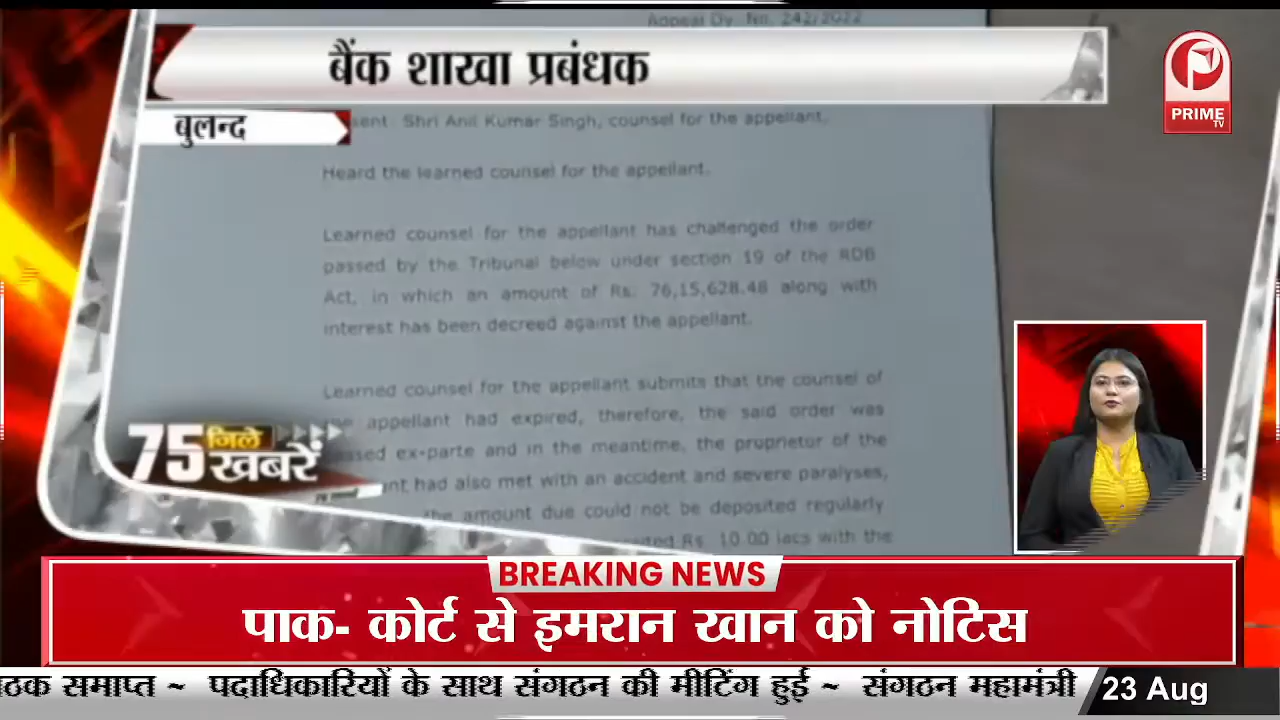 Appeal Dy. No. 242/2022
बैंक शाखा प्रबंधक
PRIME
TV
बुलन्द
sent: Shri Anil Kumar Singh, counsel for the appellant.
Heard the learned counsel for the appellant.
Learned counsel for the appellant has challenged the order
passed by the Tribunal below under section 19 of the RDB
Act, in which an amount of Rs. 76,15,628.48 along with
interest has been decreed against the appellant.
Learned counsel for the appellant submits that the counsel of
the appellant had expired, therefore, the said order was
passed ex-parte and in the meantime, the proprietor of the
had also met with an accident and severe paralyses,
the amount due could not be deposited regularly
Rs. 10.00 lacs with the
75 जिले
खबरें
BREAKING NEWS
पाक- कोर्ट से इमरान खान को नोटिस
ठक समाप्त ~ पदाधिकारियों के साथ संगठन की मीटिंग हुई ~ संगठन महामंत्री
23 Aug